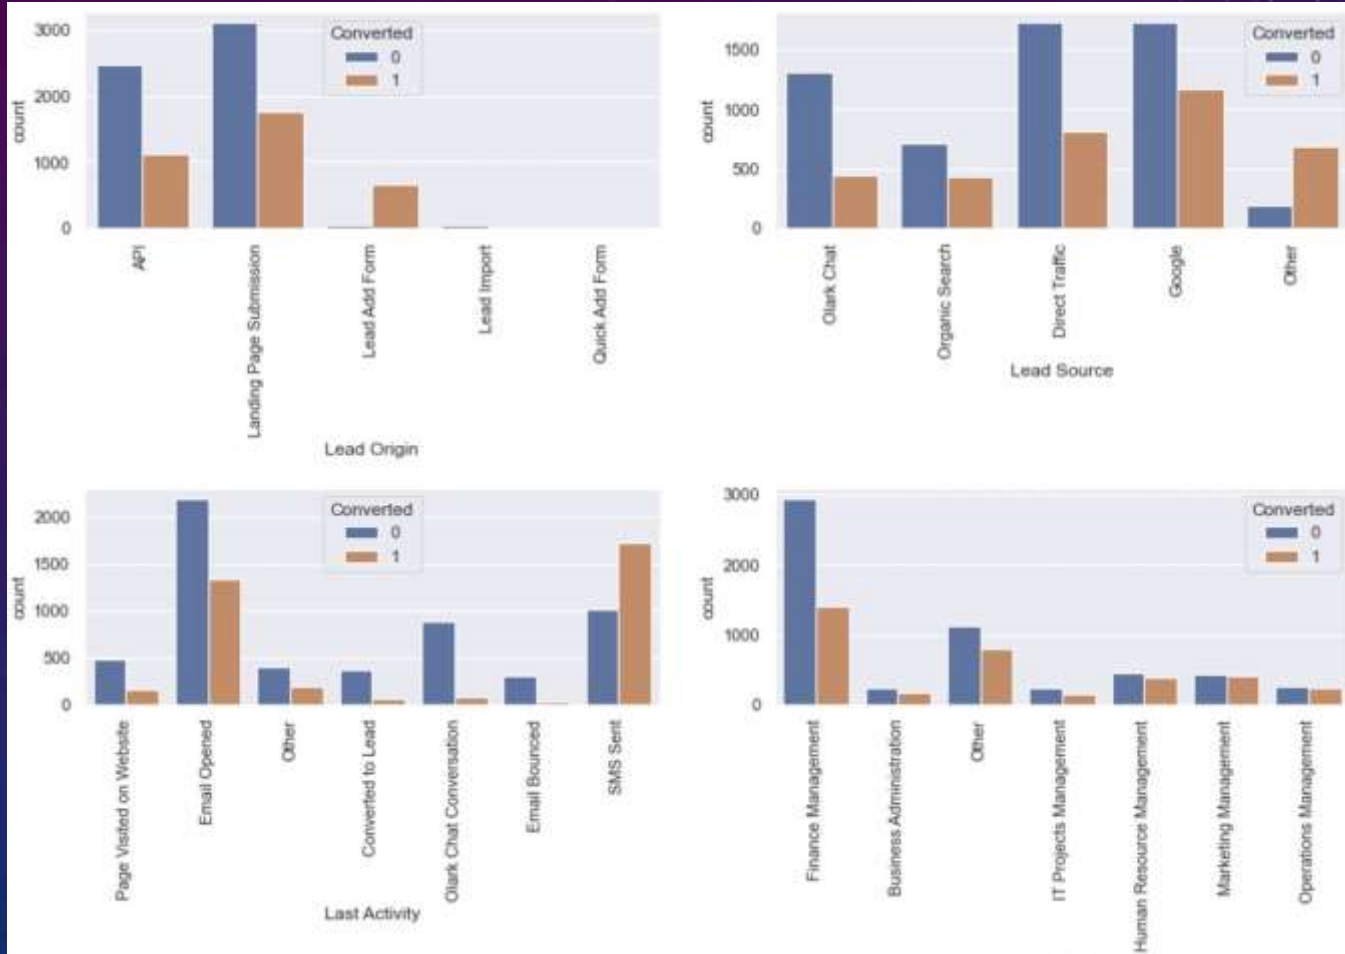 Converted
0
1
3000
2000
1000
0
count
API
Landing Page Submission
Lead Add Form
Lead Import
Quick Add Form
Lead Origin
Converted
0
1
1500
1000
500
0
count
Olark Chat
Organic Search
Direct Traffic
Google
Other
Lead Source
Converted
0
1
2000
1500
1000
500
0
count
Page Visited on Website
Email Opened
Other
Converted to Lead
Olark Chat Conversation
Email Bounced
SMS Sent
Last Activity
Converted
0
1
3000
2000
1000
0
count
Finance Management
Business Administration
Other
IT Projects Management
Human Resource Management
Marketing Management
Operations Management